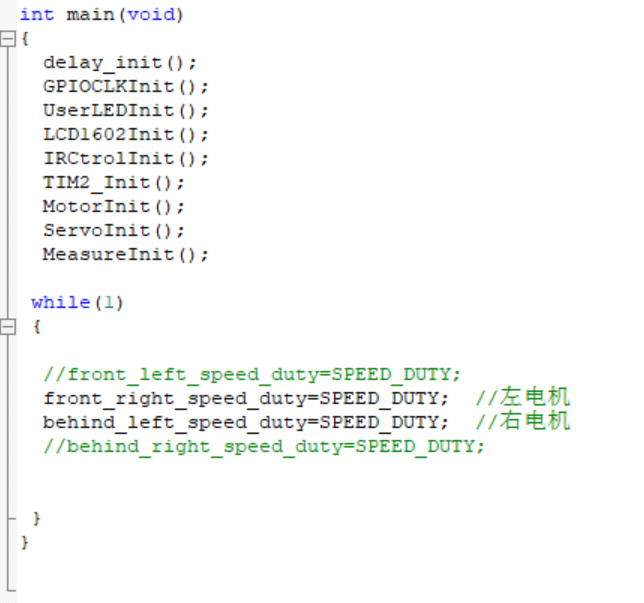 int main(void)
{
delay_init();
GPIOCLKInit();
UserLEDInit();
LCD1602Init();
IRCtrolInit();
TIM2_Init();
MotorInit();
ServoInit();
MeasureInit();
while(1)
{
//front_left_speed_duty=SPEED_DUTY;
front_right_speed_duty=SPEED_DUTY; //左电机
behind_left_speed_duty=SPEED_DUTY; //右电机
//behind_right_speed_duty=SPEED_DUTY;
}
}